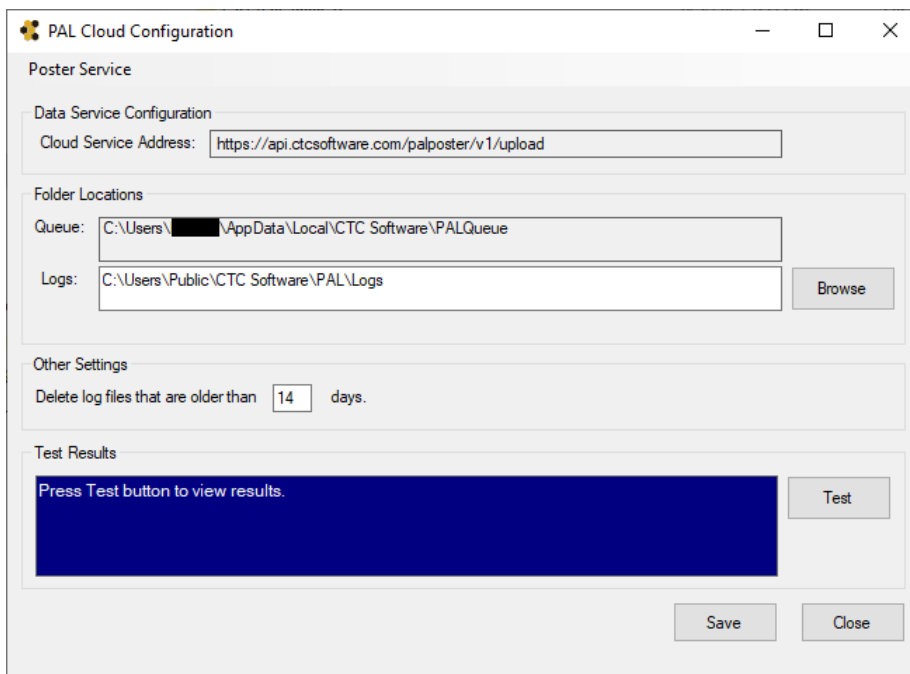 PAL Cloud Configuration
Poster Service
Data Service Configuration
Cloud Service Address: https://api.ctcsoftware.com/palposter/v1/upload
Folder Locations
Queue: C:\Users\ \AppData\Local\CTC Software\PALQueue
Logs: C:\Users\Public\CTC Software\PAL\Logs
Browse
Other Settings
Delete log files that are older than 14 days.
Test Results
Press Test button to view results.
Test
Save Close